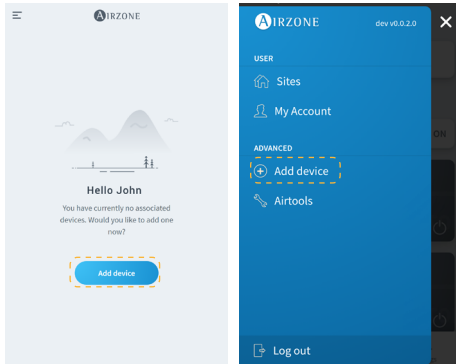 AIRZONE
Hello John
You have currently no associated
devices. Would you like to add one
now?
Add device
AIRZONE
dev v0.0.2.0
USER
Sites
My Account
ADVANCED
Add device
Airtools
Log out
ON